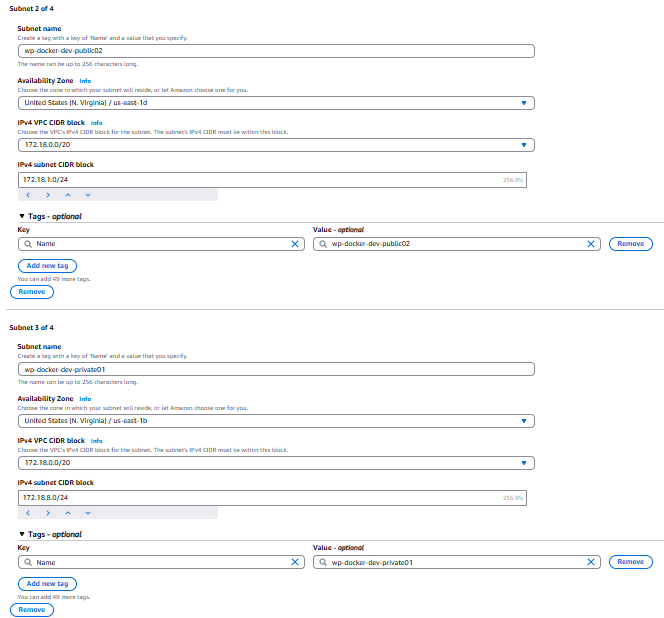 Subnet 2 of 4
Subnet name
Create a tag with a key of 'Name' and a value that you specify.
wp-docker-dev-public02
The name can be up to 256 characters long.
Availability Zone Info
Choose the zone in which your subnet will reside, or let Amazon choose one for you.
United States (N. Virginia) / us-east-1d
IPv4 VPC CIDR block Info
Choose the VPC's IPv4 CIDR block for the subnet. The subnet's IPv4 CIDR must lie within this block.
172.18.0.0/20
IPv4 subnet CIDR block
172.18.1.0/24 256 IPs
Tags - optional
Key Value - optional
Name wp-docker-dev-public02 Remove
Add new tag
You can add 49 more tags.
Remove
Subnet 3 of 4
Subnet name
Create a tag with a key of 'Name' and a value that you specify.
wp-docker-dev-private01
The name can be up to 256 characters long.
Availability Zone Info
Choose the zone in which your subnet will reside, or let Amazon choose one for you.
United States (N. Virginia) / us-east-1b
IPv4 VPC CIDR block Info
Choose the VPC's IPv4 CIDR block for the subnet. The subnet's IPv4 CIDR must lie within this block.
172.18.0.0/20
IPv4 subnet CIDR block
172.18.8.0/24 256 IPs
Tags - optional
Key Value - optional
Name wp-docker-dev-private01 Remove
Add new tag
You can add 49 more tags.
Remove